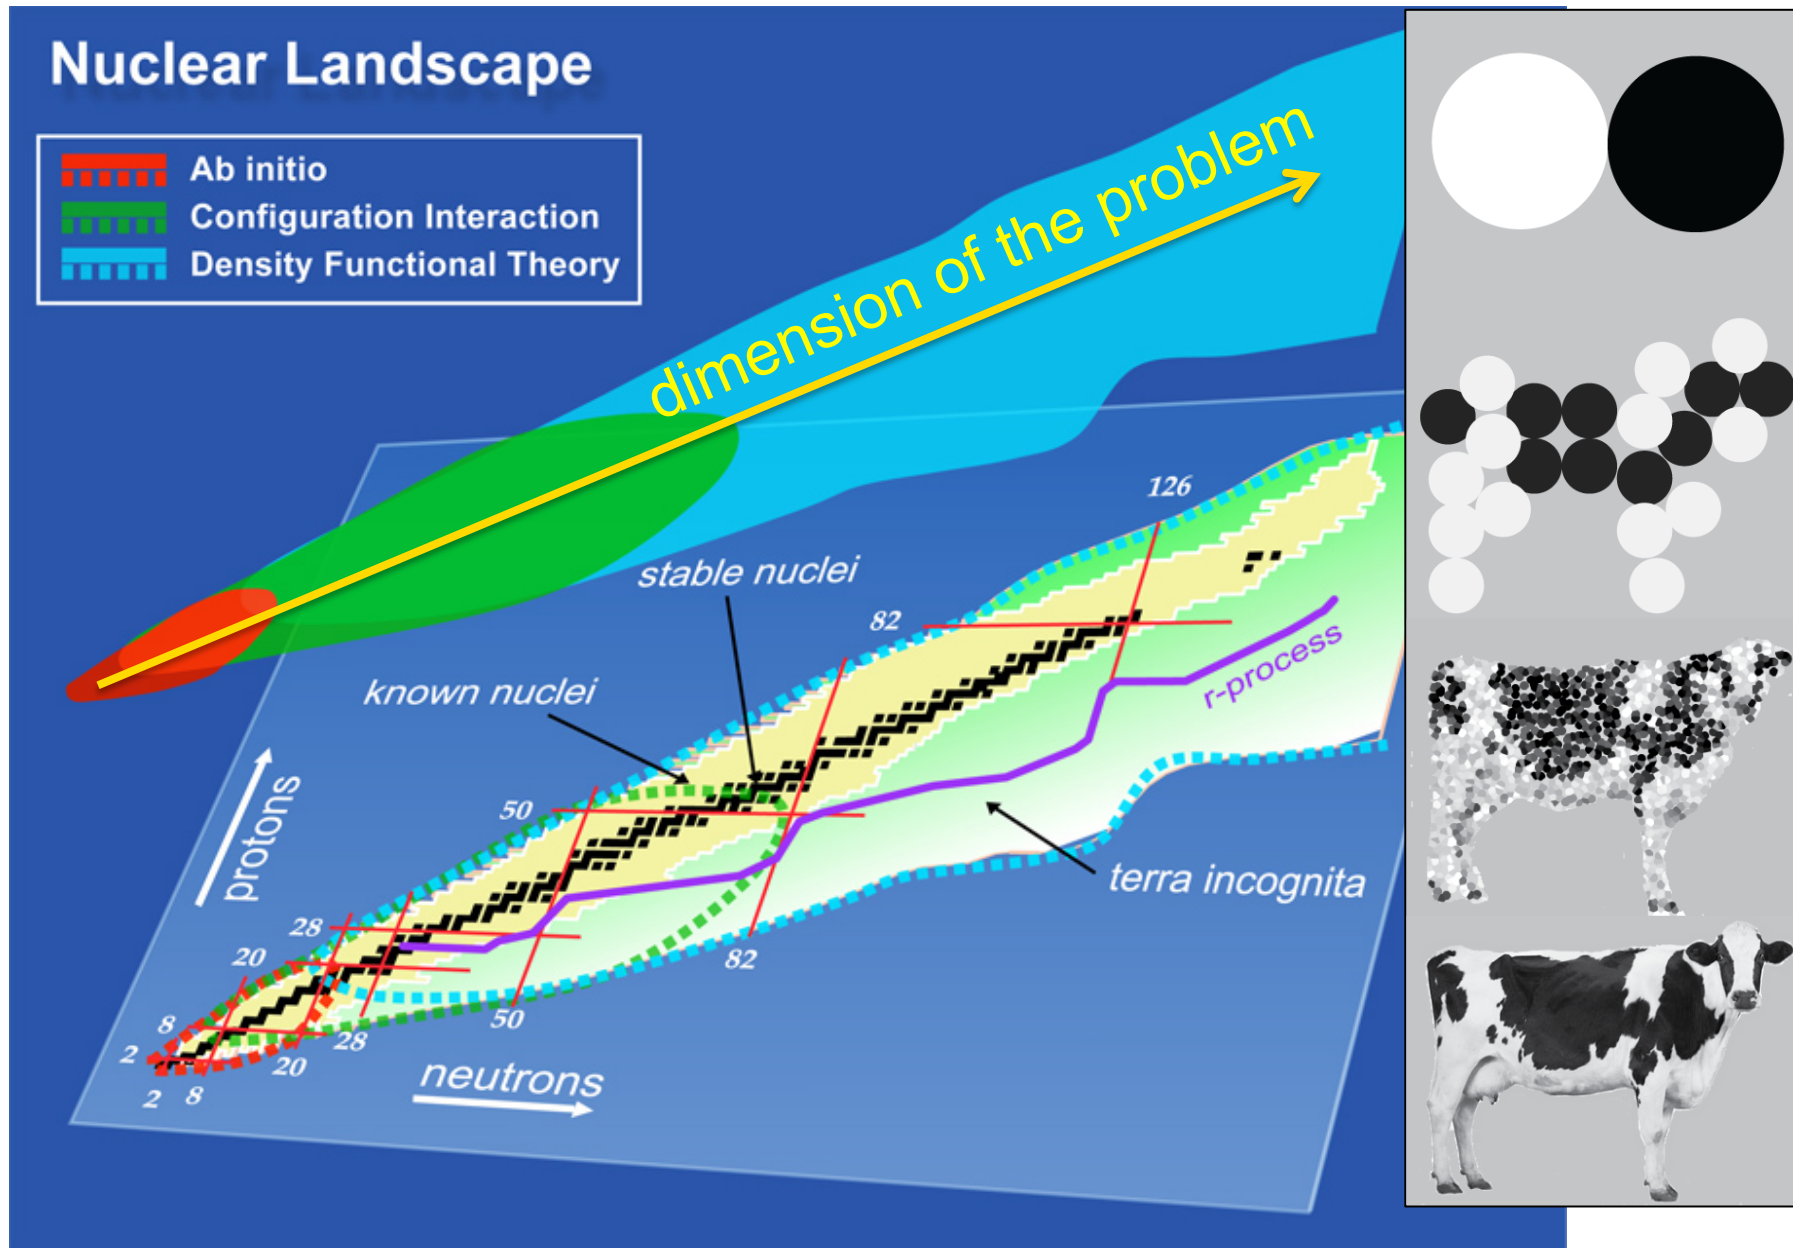 Nuclear Landscape
Ab initio
Configuration Interaction
Density Functional Theory
dimension of the problem
126
stable nuclei
82
known nuclei
r-process
protons
50
terra incognita
28
20
82
8
50
28
2
20
neutrons
2
8